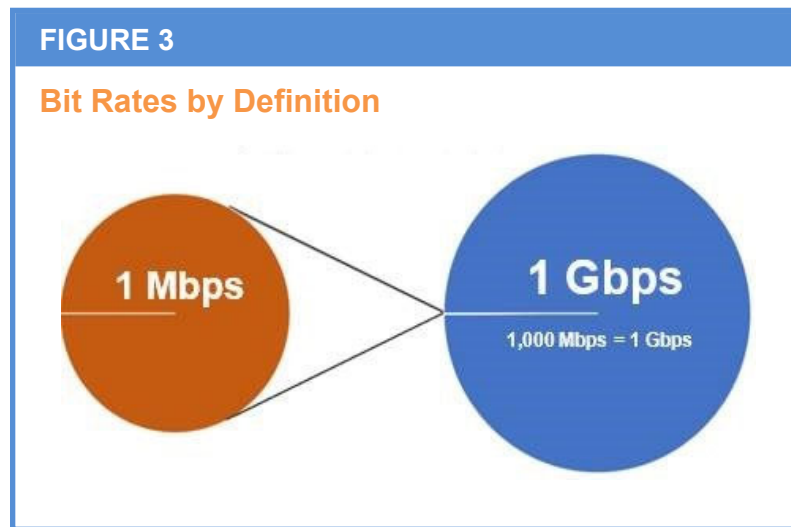 FIGURE 3
Bit Rates by Definition
1 Mbps
1 Gbps
1,000 Mbps = 1 Gbps